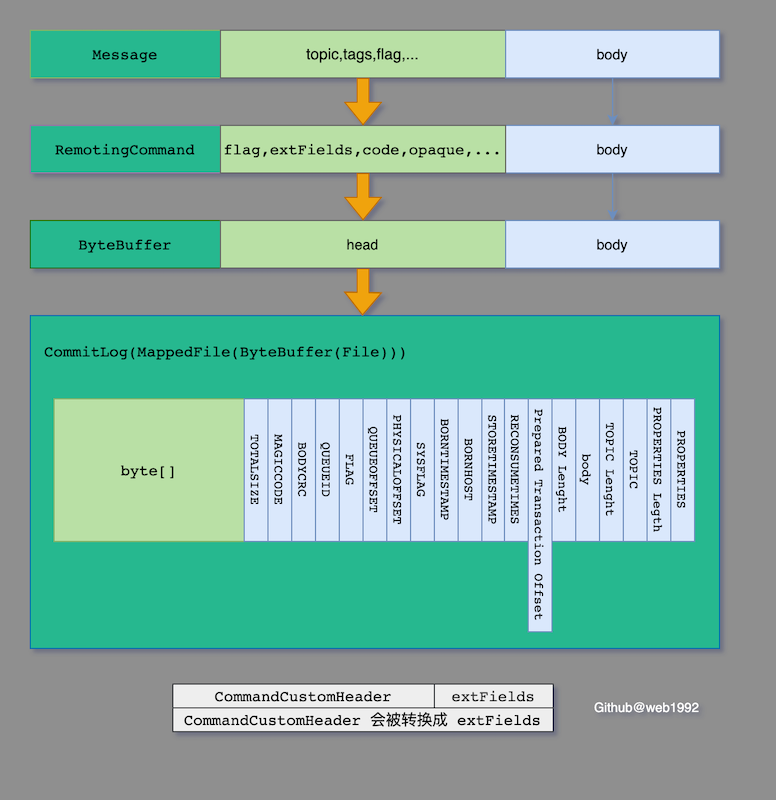 Message
topic,tags,flag,...
body
RemotingCommand
flag,extFields,code,opaque,...
body
ByteBuffer
head
body
CommitLog(MappedFile(ByteBuffer(File)))
byte[]
TOTALSIZE
MAGICCODE
BODYCRC
QUEUEID
FLAG
QUEUEOFFSET
PHYSICALOFFSET
SYSFLAG
BORNTIMESTAMP
BORNHOST
STORETIMESTAMP
RECONSUMETIMES
Prepared Transaction Offset
BODY Lenght
body
TOPIC Lenght
TOPIC
PROPERTIES Legth
PROPERTIES
CommandCustomHeader
extFields
CommandCustomHeader 会被转换成 extFields
Github@web1992